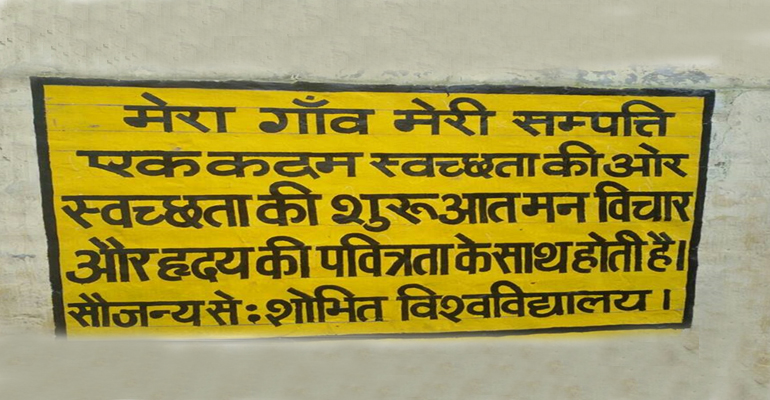 मेरा गाँव मेरी सम्पत्ति
एक कदम स्वच्छता की ओर
स्वच्छता की शुरूआत मन विचार
और हृदय की पवित्रता के साथ होती है।
सौजन्य से : शोभित विश्वविद्यालय ।